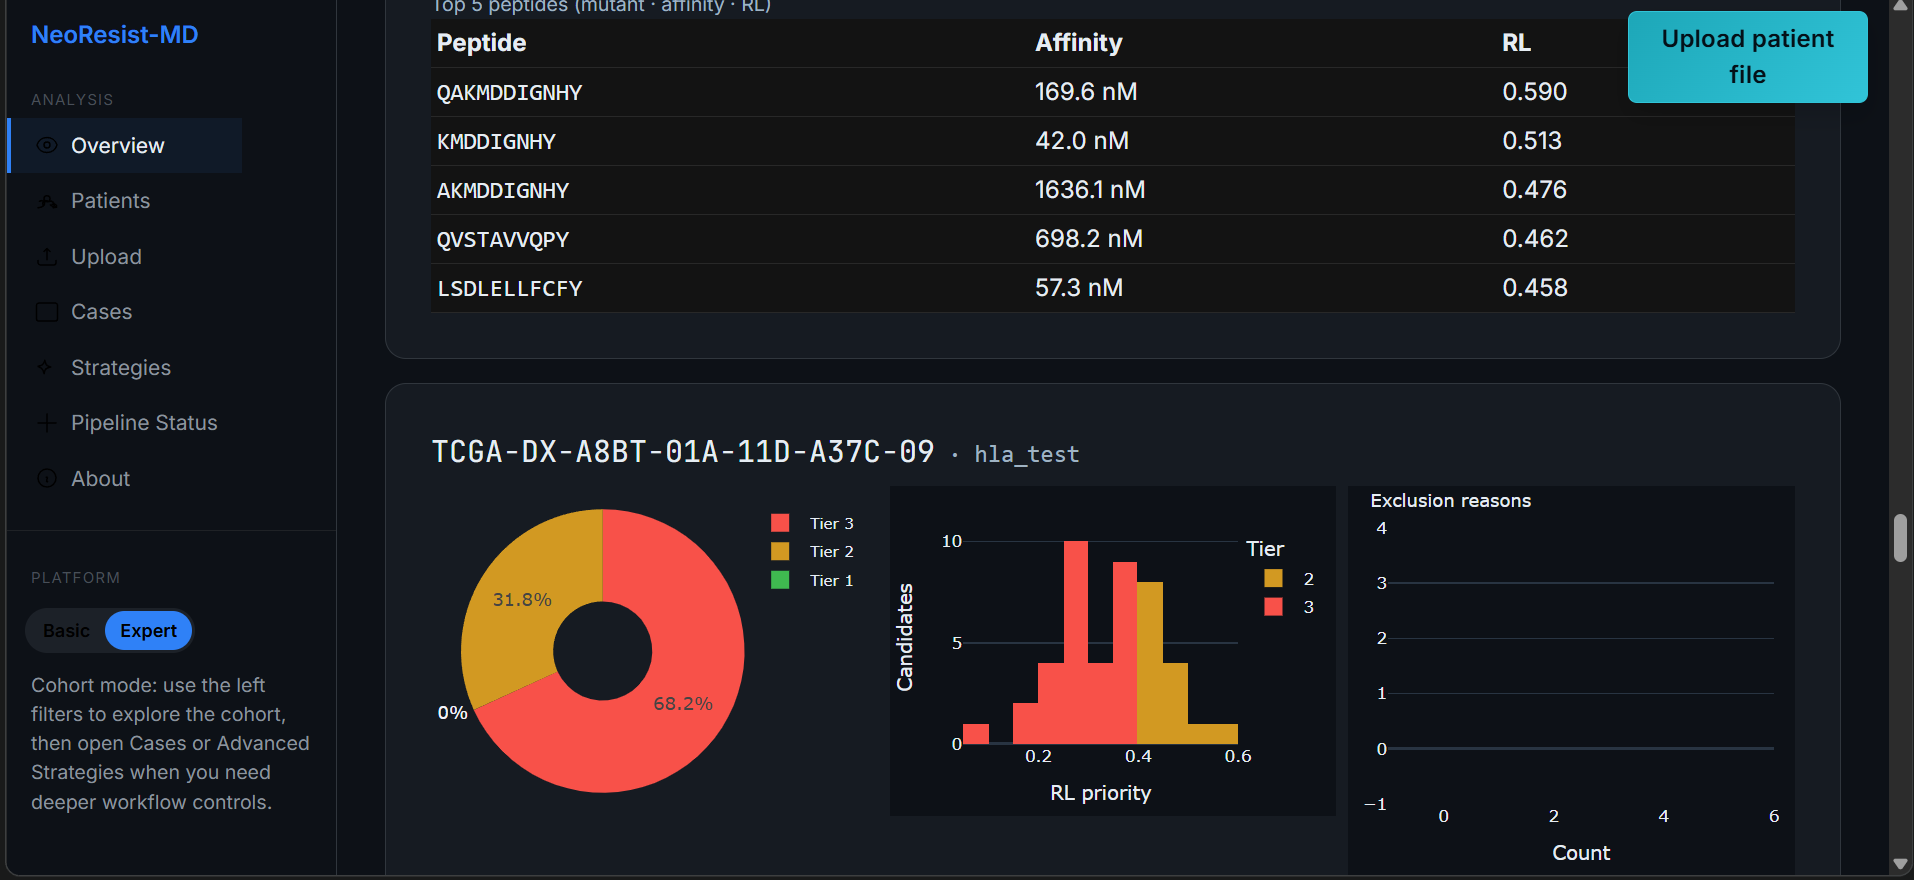 NeoResist-MD
ANALYSIS
Overview
Patients
Upload
Cases
Strategies
Pipeline Status
About
PLATFORM
Basic Expert
Cohort mode: use the left
filters to explore the cohort,
then open Cases or Advanced
Strategies when you need
deeper workflow controls.
Top 5 peptides (mutant · affinity · RL)
Peptide Affinity RL
QAKMDDIGNHY 169.6 nM 0.590
KMDDIGNHY 42.0 nM 0.513
AKMDDIGNHY 1636.1 nM 0.476
QVSTAVVQPY 698.2 nM 0.462
LSDLELLFCFY 57.3 nM 0.458
Upload patient
file
TCGA-DX-A8BT-01A-11D-A37C-09 · hla_test
31.8%
68.2%
0%
Tier 3
Tier 2
Tier 1
10
5
0
0.2 0.4 0.6
Candidates
RL priority
Tier
2
3
Exclusion reasons
4
3
2
1
0
−1
0 2 4 6
Count